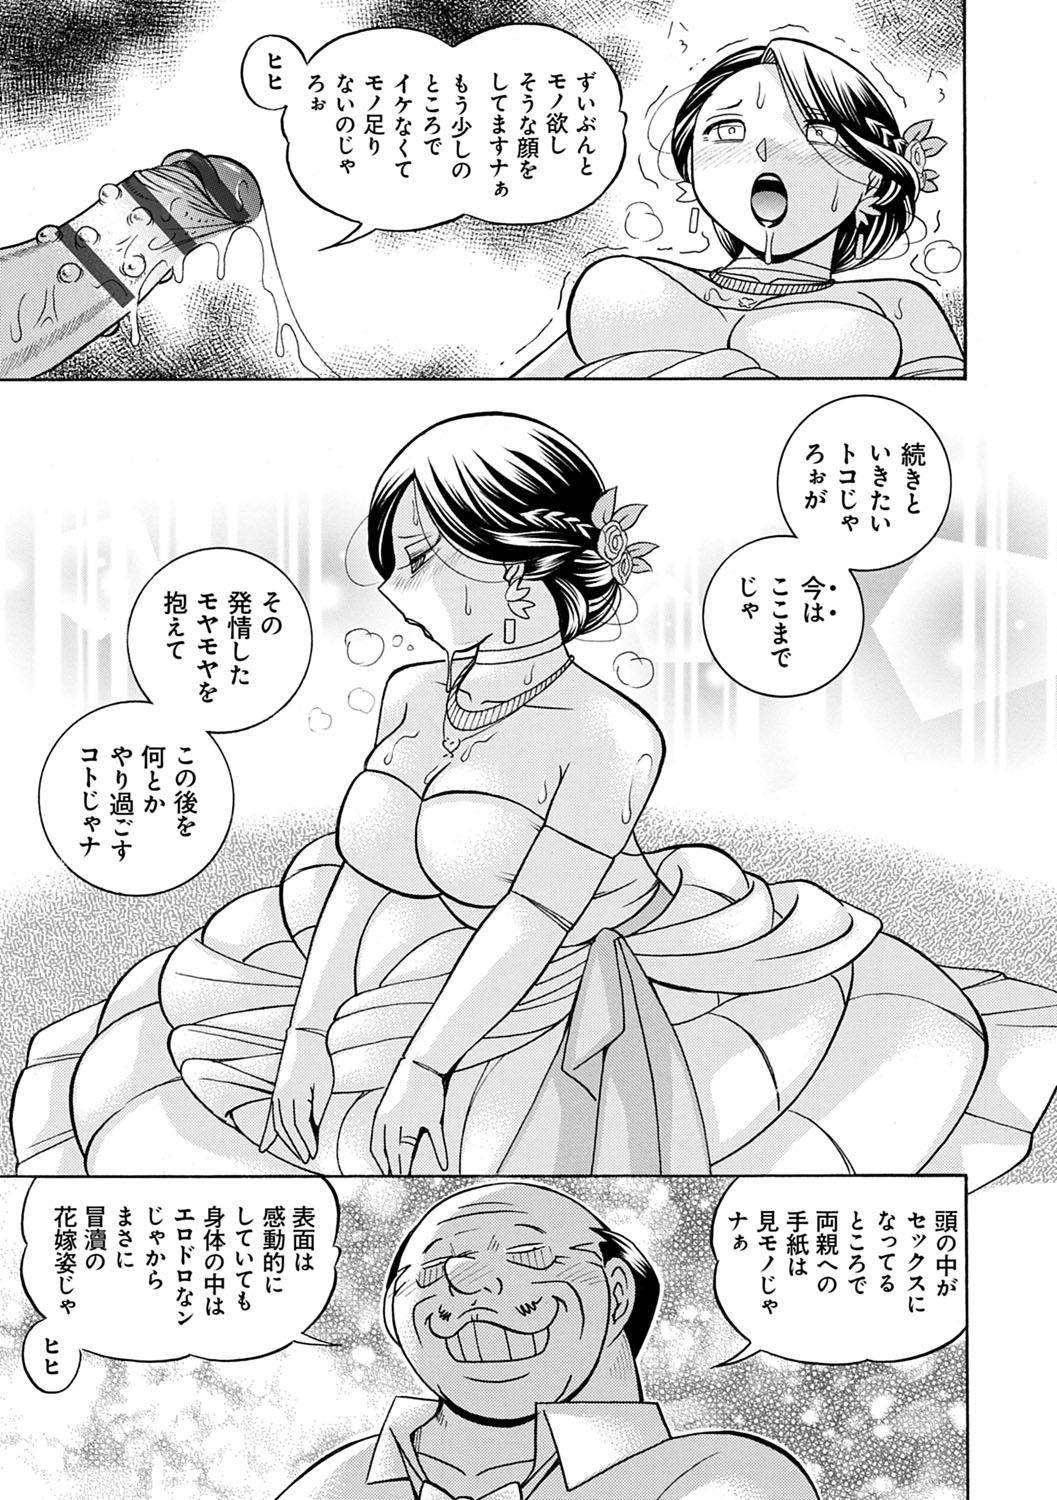 ずいぶんと
モノ欲し
そうな顔を
してますナぁ
もう少しの
ところで
イケなくて
モノ足り
ないのじゃ
ろぉ
ヒヒ
続きと
いきたい
トコじゃ
ろぉが
今は
ここまで
じゃ
その
発情した
モヤモヤを
抱えて
この後を
何とか
やり過ごす
コトじゃナ
頭の中が
セックスに
なってる
ところで
両親への
手紙は
見モノじゃ
ナぁ
表面は
感動的に
していても
身体の中は
エロドロなン
じゃから
まさに
冒瀆の
花嫁姿じゃ
ヒヒ